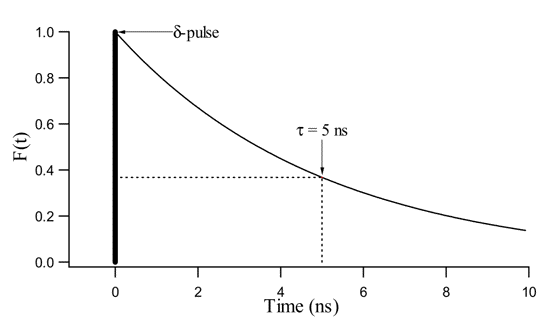 1.0
δ-pulse
0.8
0.6
τ = 5 ns
F(t)
0.4
0.2
0.0
0 2 4 6 8 10
Time (ns)